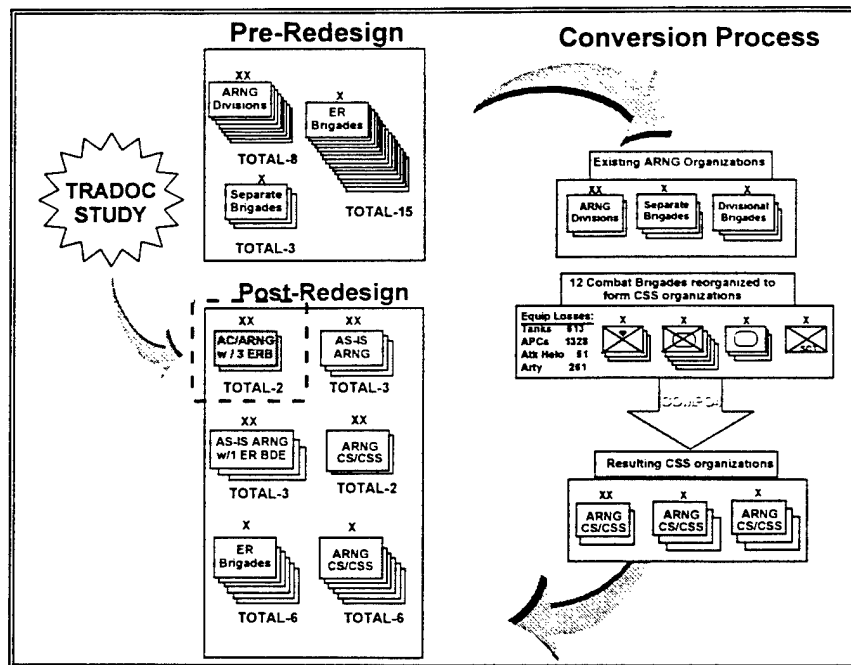 Pre-Redesign
Conversion Process
TRADOC
STUDY
XX
ARNG
Divisions
TOTAL-8
X
ER
Brigades
TOTAL-15
X
Separate
Brigades
TOTAL-3
Post-Redesign
XX
AC/ARNG
w / 3 ERB
TOTAL-2
XX
AS-IS
ARNG
TOTAL-3
XX
AS-IS ARNG
w/1 ER BDE
TOTAL-3
XX
ARNG
CS/CSS
TOTAL-2
X
ER
Brigades
TOTAL-6
X
ARNG
CS/CSS
TOTAL-6
Existing ARNG Organizations
XX
ARNG
Divisions
X
Separate
Brigades
X
Divisional
Brigades
12 Combat Brigades reorganized to
form CSS organizations
Equip Losses:
Tanks 613
APCs 1328
Atk Helo
Arty 261
X
X
X
X
COMPO4
Resulting CSS organizations
XX
ARNG
CS/CSS
X
ARNG
CS/CSS
X
ARNG
CS/CSS